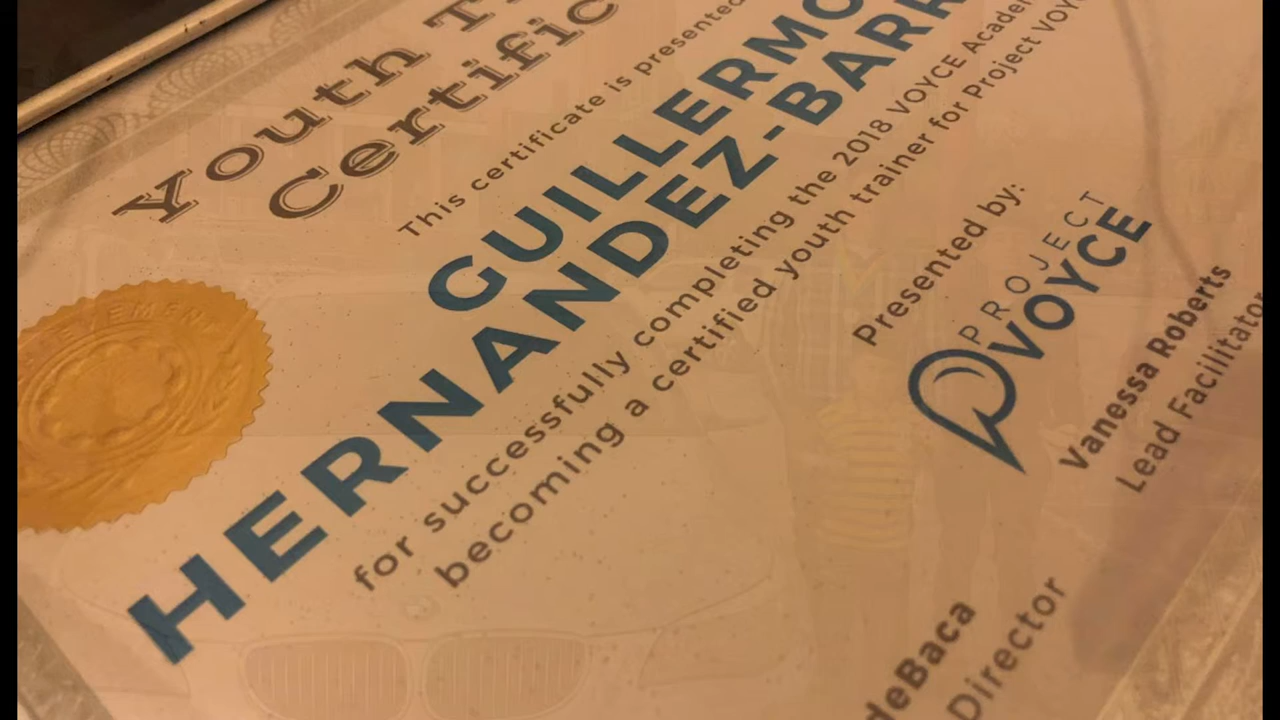 Youth
Certific
This certificate is presented
GUILLERMO
HERNANDEZ-BARR
for successfully completing the 2018 VOYCE Academ
becoming a certified youth trainer for Project VOY
Presented by:
PROJECT
VOYCE
Vanessa Roberts
Lead Facilitator
deBaca
Director